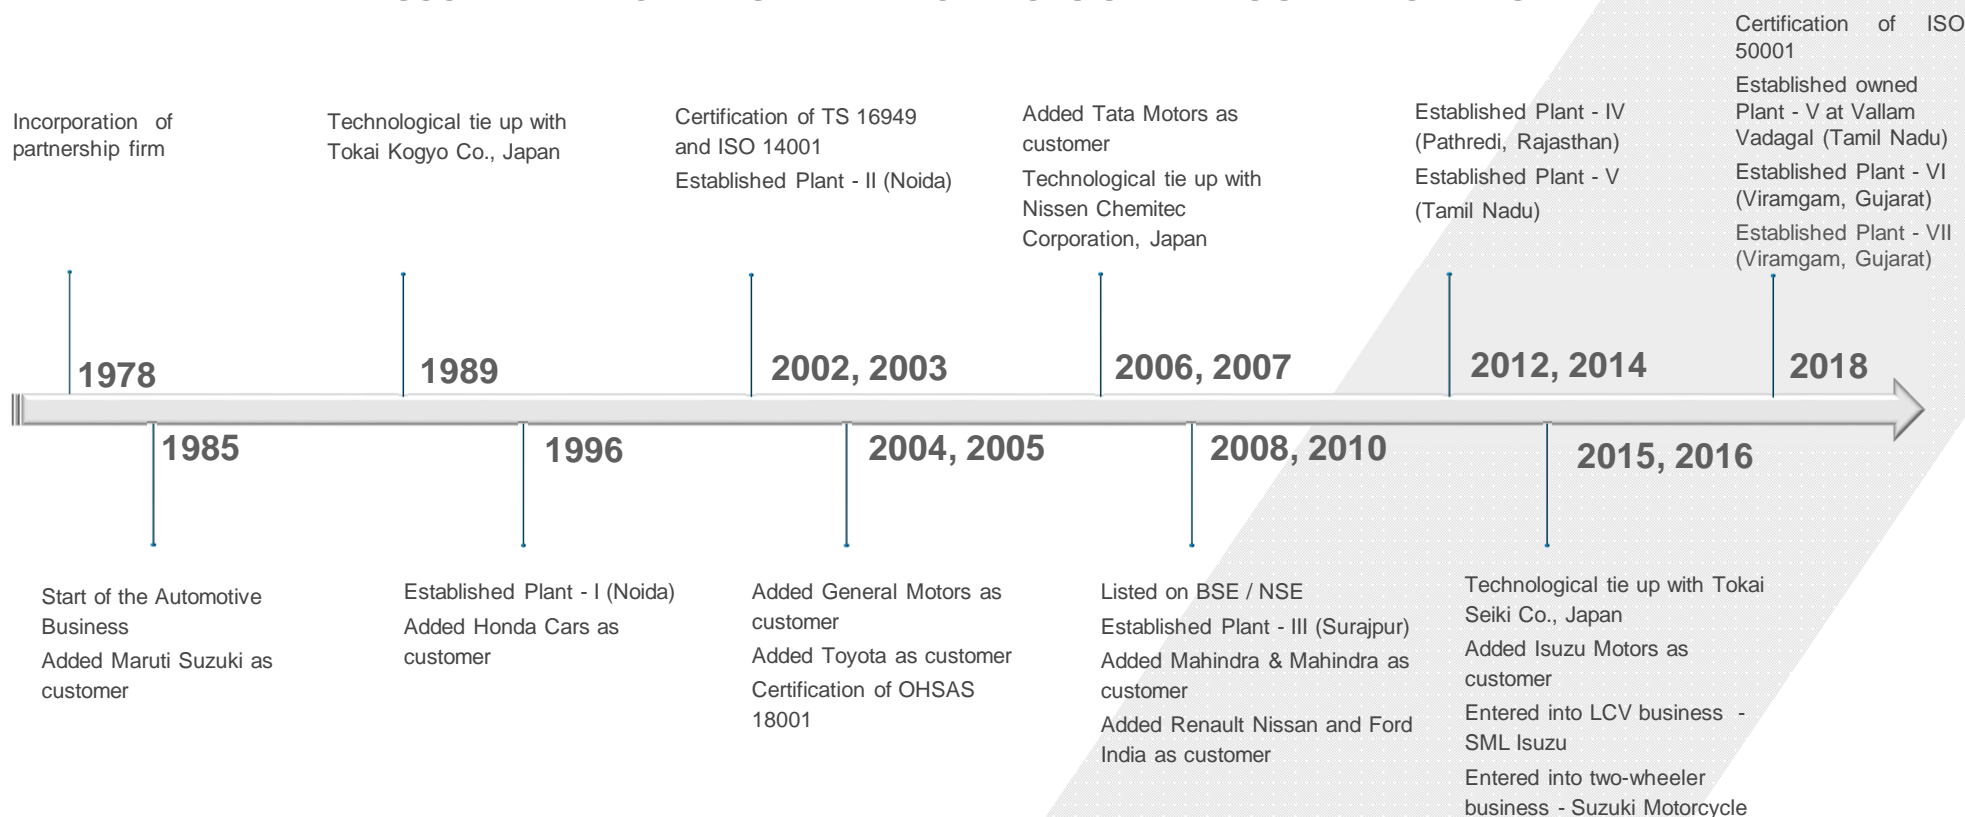 Incorporation of
partnership firm
Technological tie up with
Tokai Kogyo Co., Japan
Certification of TS 16949
and ISO 14001
Established Plant - II (Noida)
Added Tata Motors as
customer
Technological tie up with
Nissen Chemitec
Corporation, Japan
Established Plant - IV
(Pathredi, Rajasthan)
Established Plant - V
(Tamil Nadu)
Certification of ISO
50001
Established owned
Plant - V at Vallam
Vadagal (Tamil Nadu)
Established Plant - VI
(Viramgam, Gujarat)
Established Plant - VII
(Viramgam, Gujarat)
1978
1989
2002, 2003
2006, 2007
2012, 2014
2018
1985
1996
2004, 2005
2008, 2010
2015, 2016
Start of the Automotive
Business
Added Maruti Suzuki as
customer
Established Plant - I (Noida)
Added Honda Cars as
customer
Added General Motors as
customer
Added Toyota as customer
Certification of OHSAS
18001
Listed on BSE / NSE
Established Plant - III (Surajpur)
Added Mahindra & Mahindra as
customer
Added Renault Nissan and Ford
India as customer
Technological tie up with Tokai
Seiki Co., Japan
Added Isuzu Motors as
customer
Entered into LCV business -
SML Isuzu
Entered into two-wheeler
business - Suzuki Motorcycle